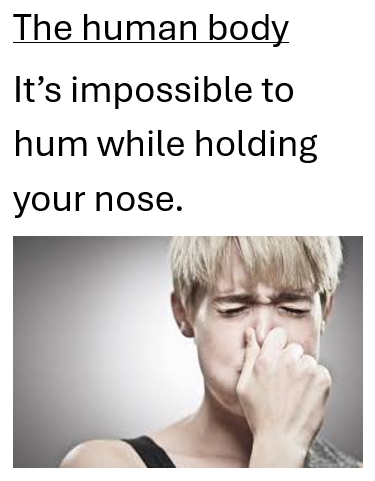 The human body
It’s impossible to
hum while holding
your nose.